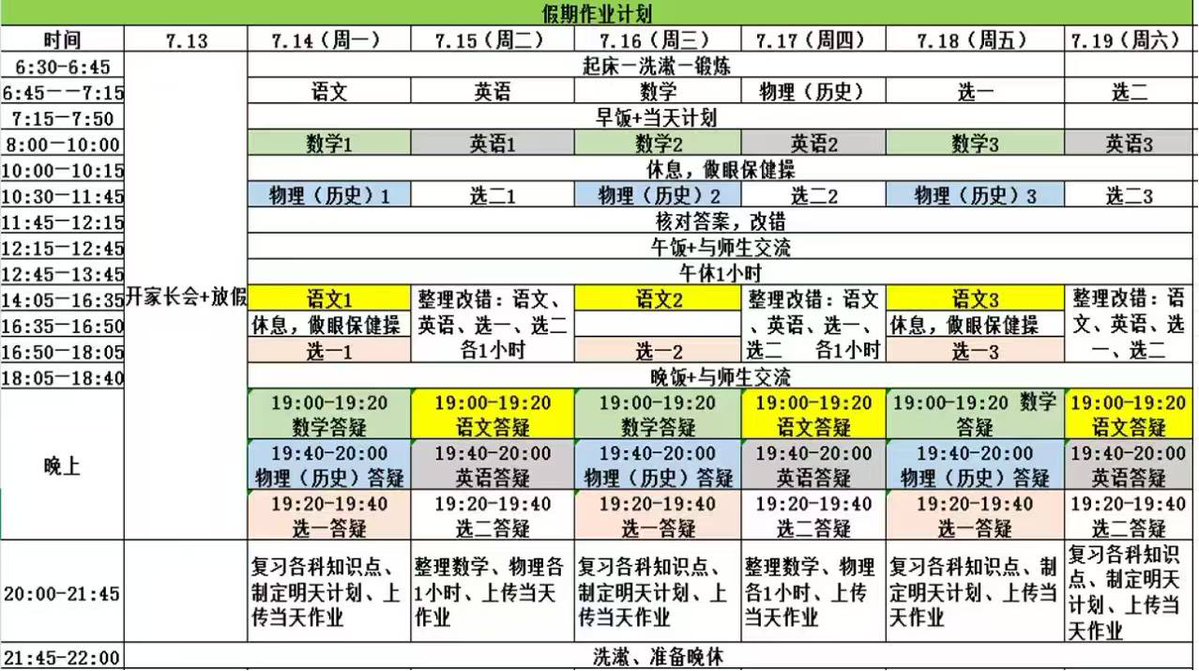 假期作业计划
时间 7.13 7.14（周一） 7.15（周二） 7.16（周三） 7.17（周四） 7.18（周五） 7.19（周六）
6:30-6:45 起床一洗漱一锻炼
6:45——7:15 语文 英语 数学 物理（历史） 选一 选二
7:15—7:50 早饭+当天计划
8:00—10:00 数学1 英语1 数学2 英语2 数学3 英语3
10:00—10:15 休息，做眼保健操
10:30—11:45 物理（历史）1 选二1 物理（历史）2 选二2 物理（历史）3 选二3
11:45—12:15 核对答案，改错
12:15—12:45 午饭+与师生交流
12:45—13:45 午休1小时
开家长会+放假
14:05—16:35 语文1 整理改错：语文、 语文2 整理改错：语文 语文3 整理改错：语
16:35—16:50 休息，做眼保健操 英语、选一、选二 、英语、选一、 休息，做眼保健操 文、英语、选
16:50—18:05 选一1 各1小时 选一2 选二 各1小时 选一3 一、选二
18:05—18:40 晚饭+与师生交流
晚上
19:00-19:20 19:00-19:20 19:00-19:20 19:00-19:20 19:00-19:20 数学 19:00-19:20
数学答疑 语文答疑 数学答疑 语文答疑 答疑 语文答疑
19:40-20:00 19:40-20:00 19:40-20:00 19:40-20:00 19:40-20:00 19:40-20:00
物理（历史）答疑 英语答疑 物理（历史）答疑 英语答疑 物理（历史）答疑 英语答疑
19:20-19:40 19:20-19:40 19:20-19:40 19:20-19:40 19:20-19:40 19:20-19:40
选一答疑 选二答疑 选一答疑 选二答疑 选一答疑 选二答疑
20:00-21:45
复习各科知识点、
制定明天计划、上
传当天作业
整理数学、物理各
1小时、上传当天
作业
复习各科知识点、
制定明天计划、上
传当天作业
整理数学、物理
各1小时、上传
当天作业
复习各科知识点、制
定明天计划、上传当
天作业
复习各科知识
点、制定明天
计划、上传当
天作业
21:45-22:00 洗漱、准备晚休